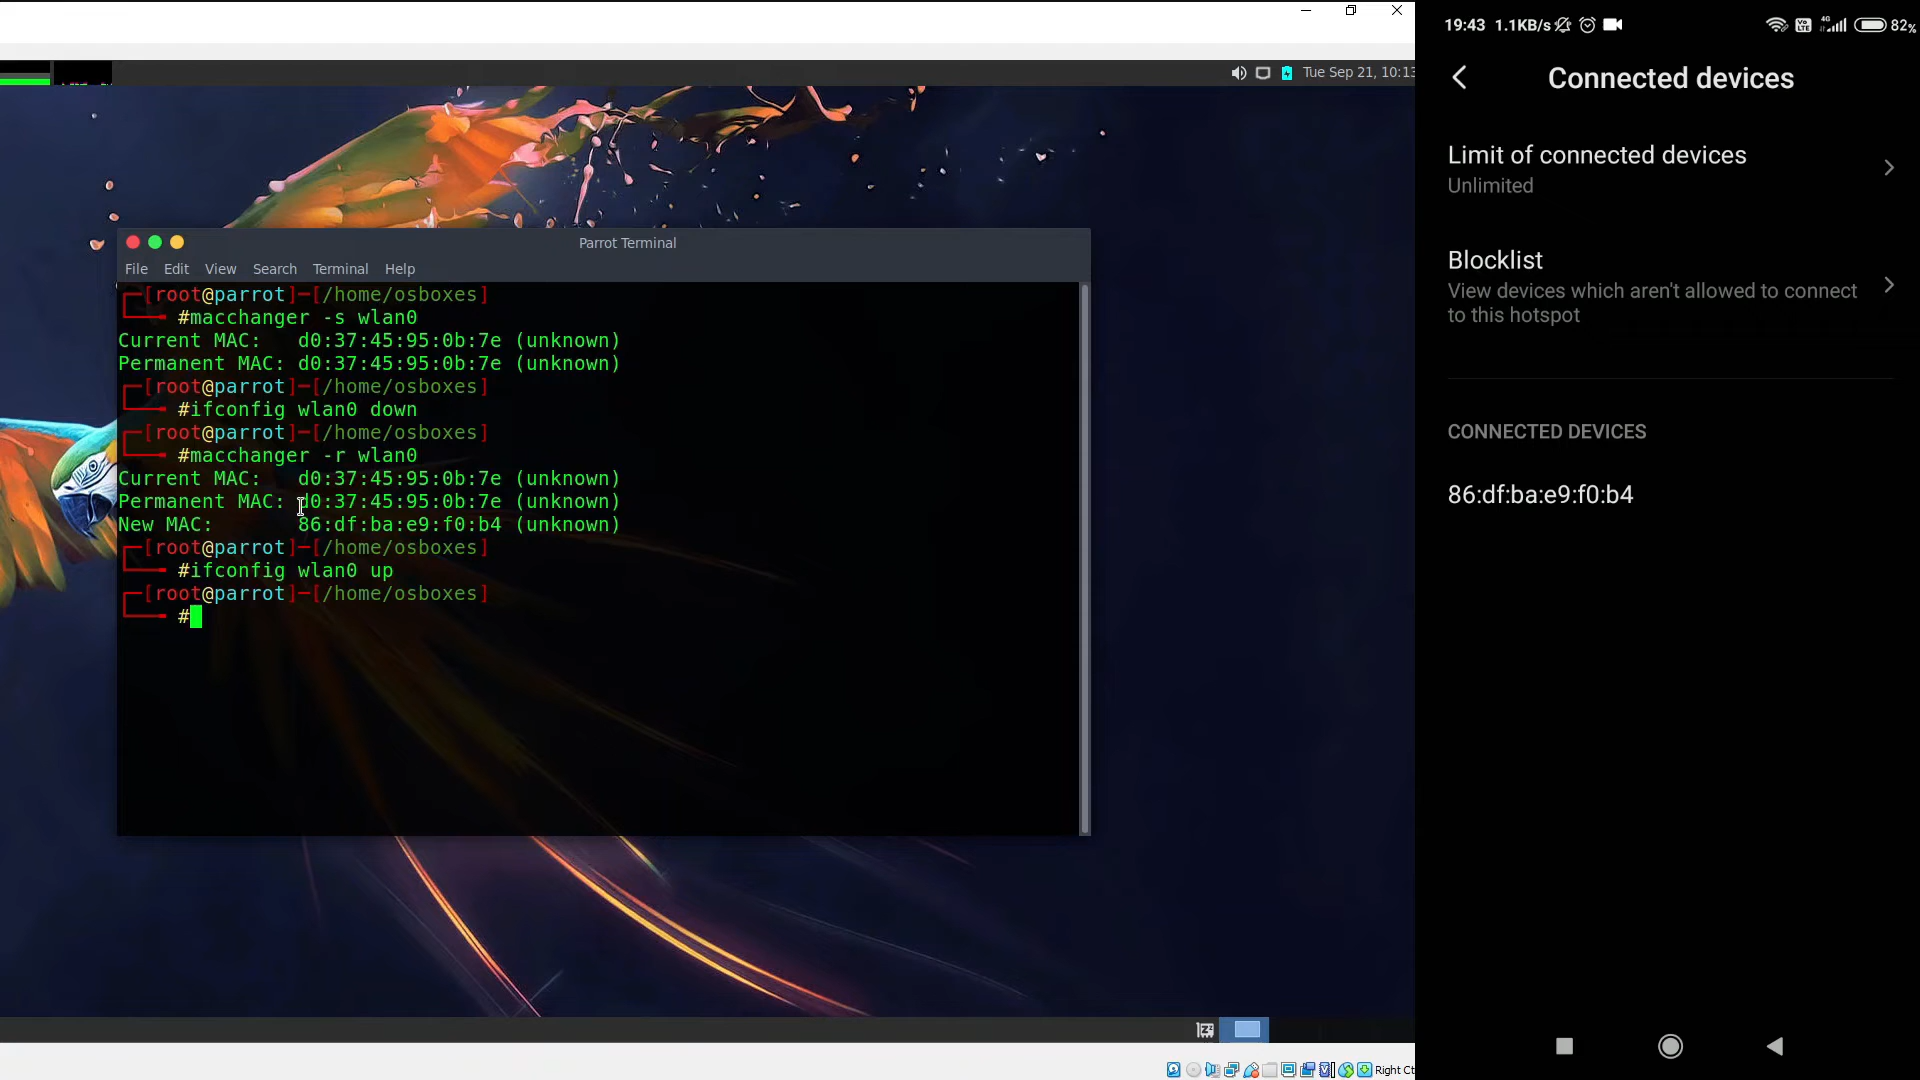 Tue Sep 21, 10:13
Parrot Terminal
File Edit View Search Terminal Help
┌─[root@parrot]─[/home/osboxes]
└──╼ #macchanger -s wlan0
Current MAC:   d0:37:45:95:0b:7e (unknown)
Permanent MAC: d0:37:45:95:0b:7e (unknown)
┌─[root@parrot]─[/home/osboxes]
└──╼ #ifconfig wlan0 down
┌─[root@parrot]─[/home/osboxes]
└──╼ #macchanger -r wlan0
Current MAC:   d0:37:45:95:0b:7e (unknown)
Permanent MAC: d0:37:45:95:0b:7e (unknown)
New MAC:       86:df:ba:e9:f0:b4 (unknown)
┌─[root@parrot]─[/home/osboxes]
└──╼ #ifconfig wlan0 up
┌─[root@parrot]─[/home/osboxes]
└──╼ #
Right Ct
19:43 1.1KB/s Vo LTE 4G 82%
Connected devices
Limit of connected devices
Unlimited
Blocklist
View devices which aren't allowed to connect
to this hotspot
CONNECTED DEVICES
86:df:ba:e9:f0:b4